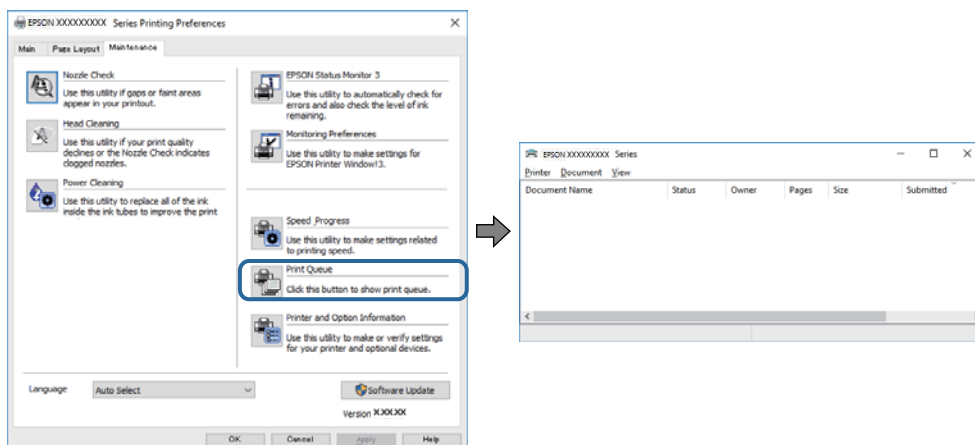 EPSON XXXXXXXXX Series Printing Preferences
Main Page Layout Maintenance
Nozzle Check
Use this utility if gaps or faint areas
appear in your printout.
Head Cleaning
Use this utility if your print quality
declines or the Nozzle Check indicates
clogged nozzles.
Power Cleaning
Use this utility to replace all of the ink
inside the ink tubes to improve the print
EPSON Status Monitor 3
Use this utility to automatically check for
errors and also check the level of ink
remaining.
Monitoring Preferences
Use this utility to make settings for
EPSON Printer Window!3.
Speed Progress
Use this utility to make settings related
to printing speed.
Print Queue
Click this button to show print queue.
Printer and Option Information
Use this utility to make or verify settings
for your printer and optional devices.
Language Auto Select
Software Update
Version X.XX.XX
OK Cancel Apply Help
EPSON XXXXXXXXX Series
Printer Document View
Document Name Status Owner Pages Size Submitted